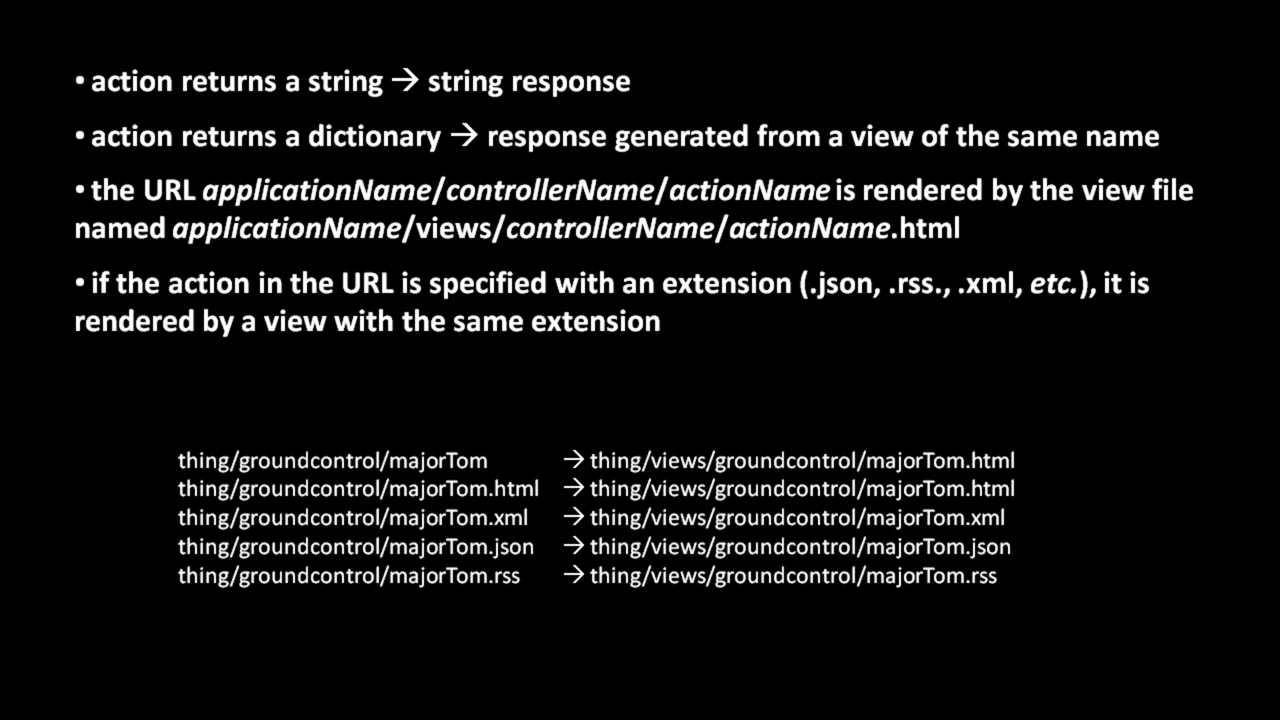 • action returns a string → string response
• action returns a dictionary → response generated from a view of the same name
• the URL applicationName/controllerName/actionName is rendered by the view file
named applicationName/views/controllerName/actionName.html
• if the action in the URL is specified with an extension (.json, .rss., .xml, etc.), it is
rendered by a view with the same extension
thing/groundcontrol/majorTom → thing/views/groundcontrol/majorTom.html
thing/groundcontrol/majorTom.html → thing/views/groundcontrol/majorTom.html
thing/groundcontrol/majorTom.xml → thing/views/groundcontrol/majorTom.xml
thing/groundcontrol/majorTom.json → thing/views/groundcontrol/majorTom.json
thing/groundcontrol/majorTom.rss → thing/views/groundcontrol/majorTom.rss